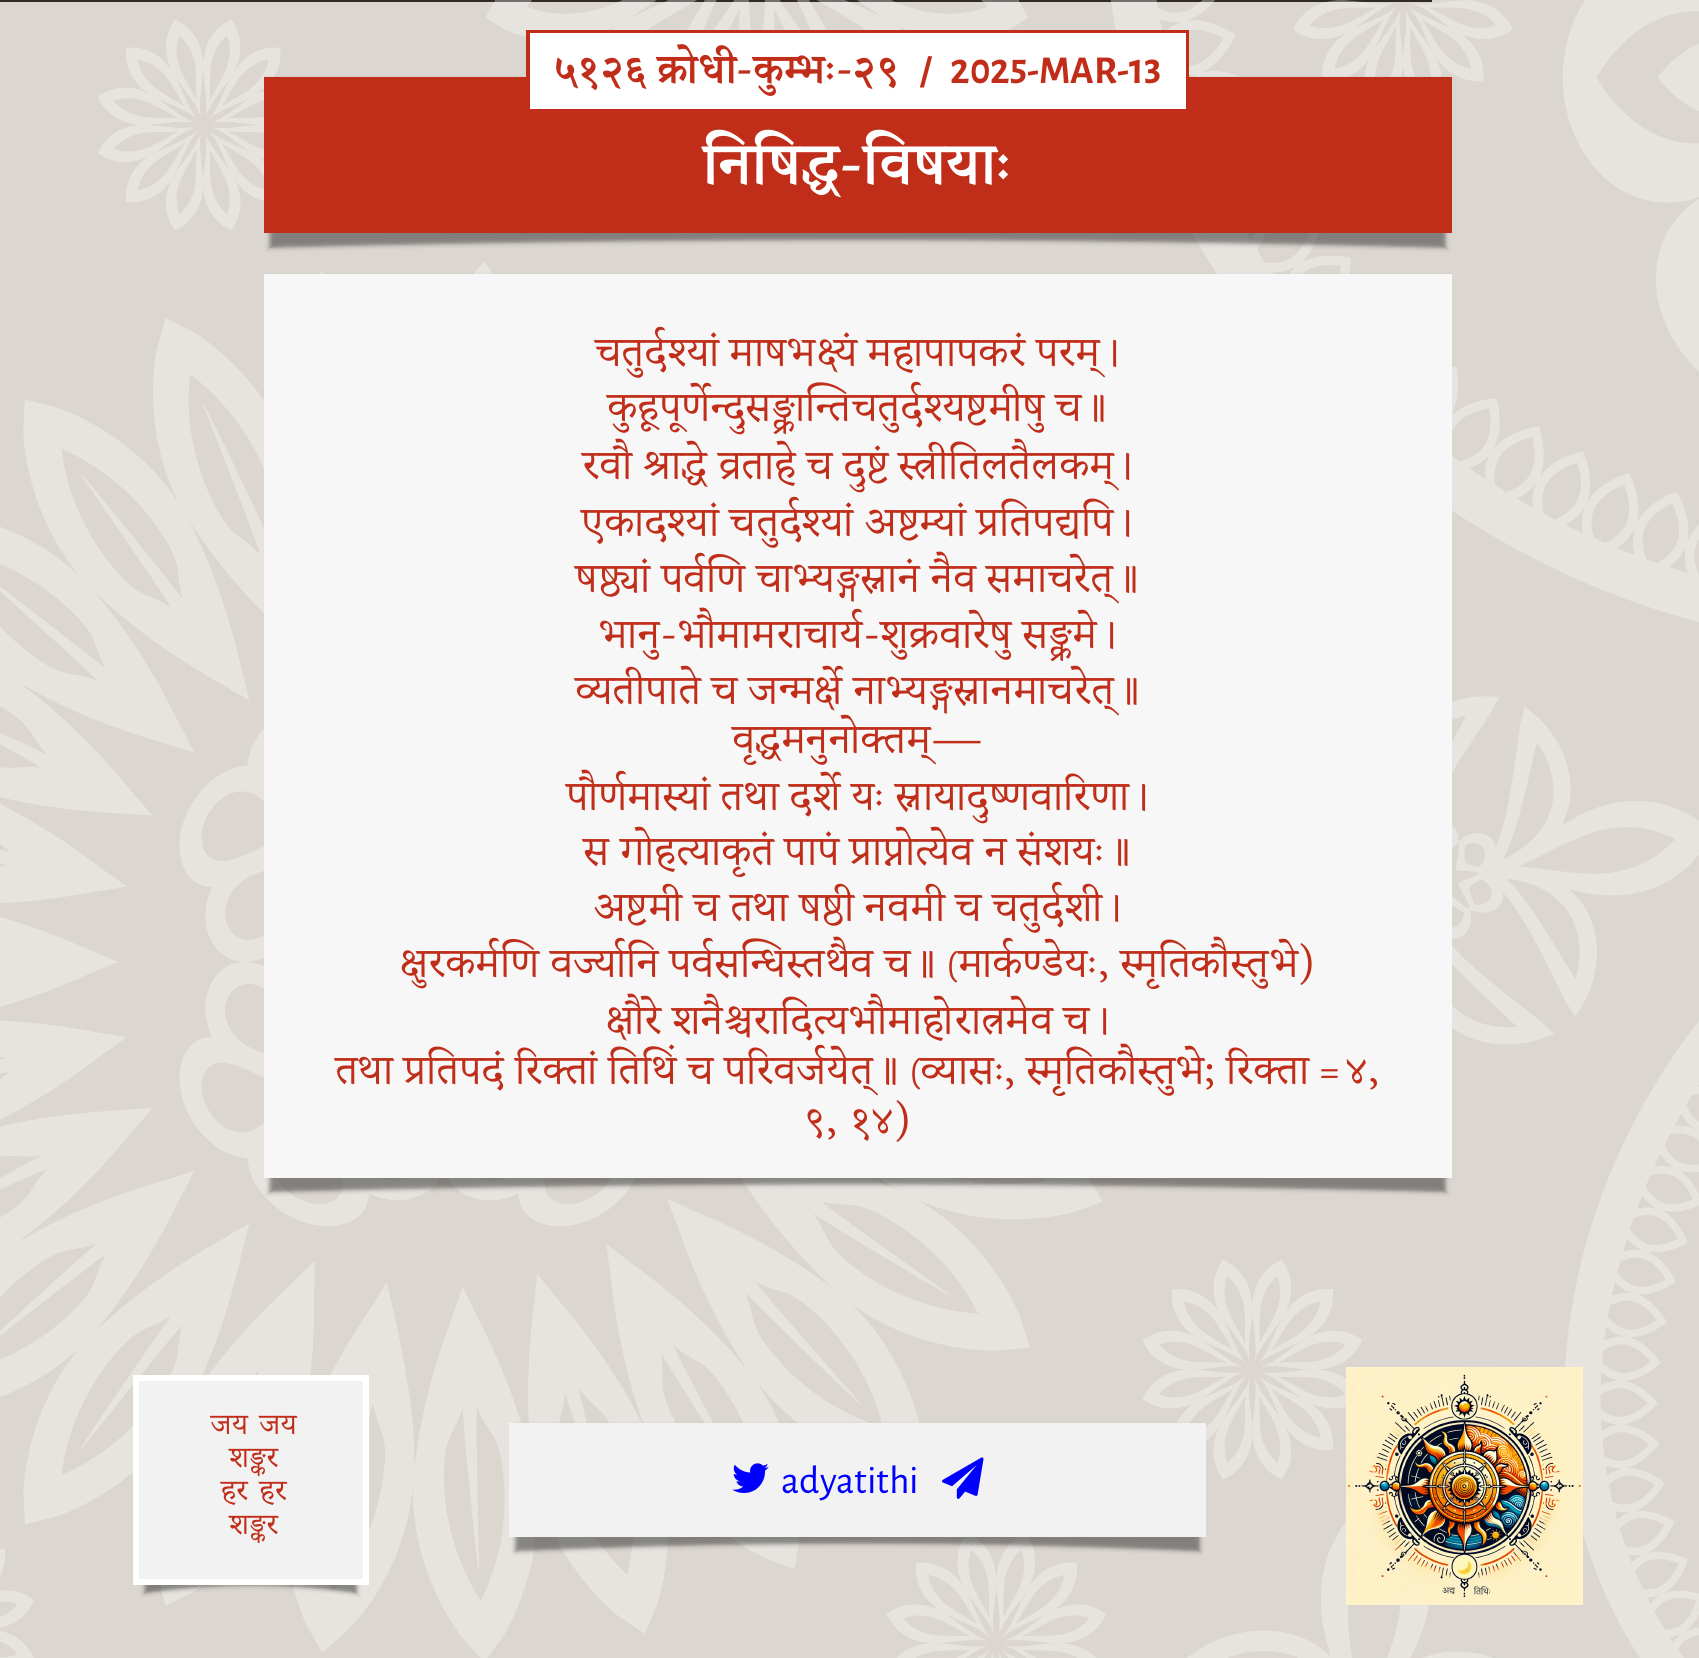 ५१२६ क्रोधी-कुम्भः-२९ / 2025-MAR-13
निषिद्ध-विषयाः
चतुर्दश्यां माषभक्ष्यं महापापकरं परम्।
कुहूपूर्णेन्दुसङ्क्रान्तिचतुर्दश्यष्टमीषु च॥
रवौ श्राद्धे व्रताहे च दुष्टं स्त्रीतिलतैलकम्।
एकादश्यां चतुर्दश्यां अष्टम्यां प्रतिपद्यपि।
षष्ठ्यां पर्वणि चाभ्यङ्गस्नानं नैव समाचरेत्॥
भानु-भौमामराचार्य-शुक्रवारेषु सङ्क्रमे।
व्यतीपाते च जन्मर्क्षे नाभ्यङ्गस्नानमाचरेत्॥
वृद्धमनुनोक्तम्—
पौर्णमास्यां तथा दर्शे यः स्नायादुष्णवारिणा।
स गोहत्याकृतं पापं प्राप्नोत्येव न संशयः॥
अष्टमी च तथा षष्ठी नवमी च चतुर्दशी।
क्षुरकर्मणि वर्ज्यानि पर्वसन्धिस्तथैव च॥ (मार्कण्डेयः, स्मृतिकौस्तुभे)
क्षौरे शनैश्चरादित्यभौमाहोरात्रमेव च।
तथा प्रतिपदं रिक्तां तिथिं च परिवर्जयेत्॥ (व्यासः, स्मृतिकौस्तुभे; रिक्ता = ४,
९, १४)
जय जय
शङ्कर
हर हर
शङ्कर
adyatithi
अद्य तिथिः